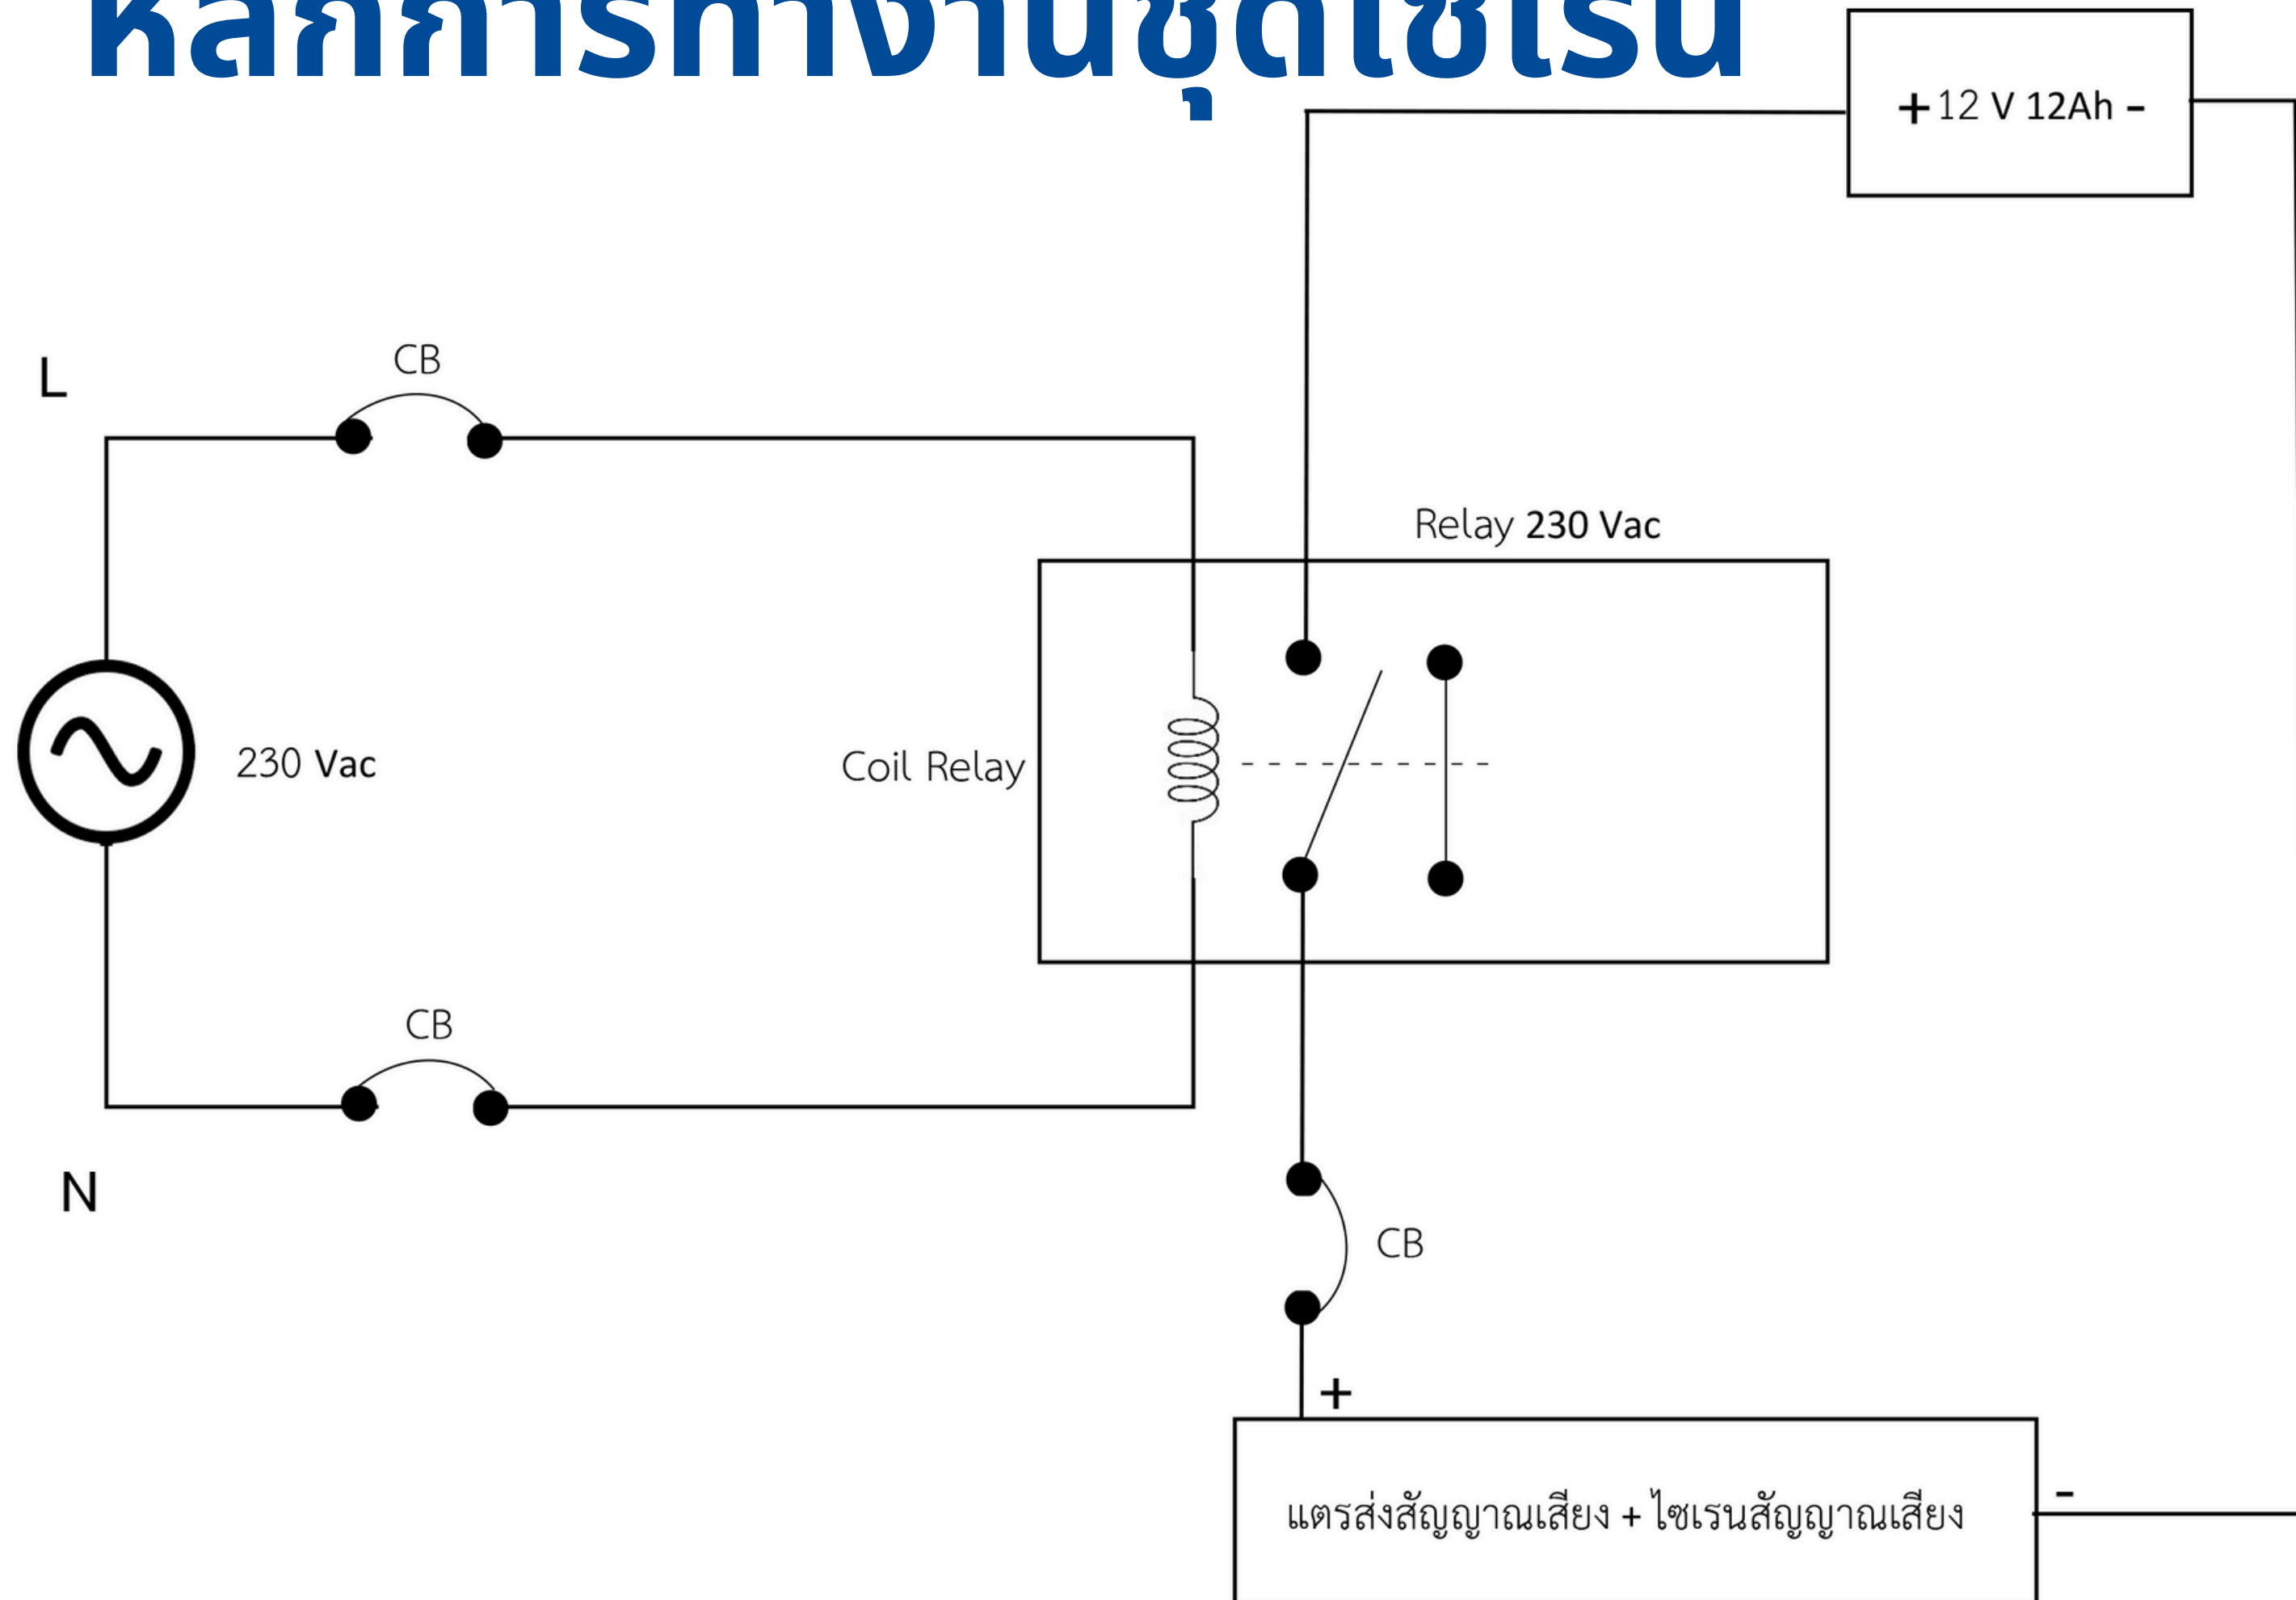 หลักการทำงานชุดไซเรน
+ 12 V 12Ah -
L
CB
Relay 230 Vac
230 Vac
Coil Relay
CB
N
CB
+
-
แตรส่งสัญญาณเสียง + ไซเรนสัญญาณเสียง